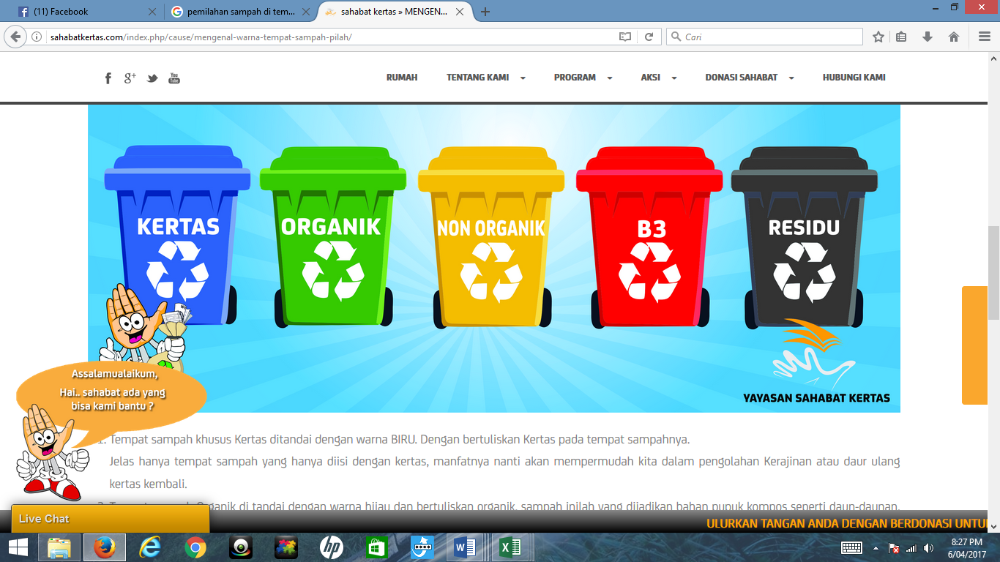 (11) Facebook
pemilahan sampah di tem...
sahabat kertas » MENGEN...
sahabatkertas.com/index.php/cause/mengenal-warna-tempat-sampah-pilah/
Cari
You Tube
RUMAH
TENTANG KAMI
PROGRAM
AKSI
DONASI SAHABAT
HUBUNGI KAMI
KERTAS
ORGANIK
NON ORGANIK
B3
RESIDU
YAYASAN SAHABAT KERTAS
Assalamualaikum,
Hai.. sahabat ada yang
bisa kami bantu ?
1. Tempat sampah khusus Kertas ditandai dengan warna BIRU. Dengan bertuliskan Kertas pada tempat sampahnya.
Jelas hanya tempat sampah yang hanya diisi dengan kertas, manfatnya nanti akan mempermudah kita dalam pengolahan Kerajinan atau daur ulang
kertas kembali.
2. Tempat sampah Organik di tandai dengan warna hijau dan bertuliskan organik, sampah inilah yang dijadikan bahan pupuk kompos seperti daun-daunan,
Live Chat
ULURKAN TANGAN ANDA DENGAN BERDONASI UNTU
8:27 PM
6/04/2017